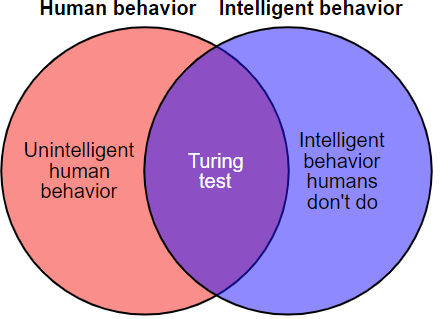 Human behavior
Intelligent behavior
Unintelligent
human
behavior
Turing
test
Intelligent
behavior
humans
don't do